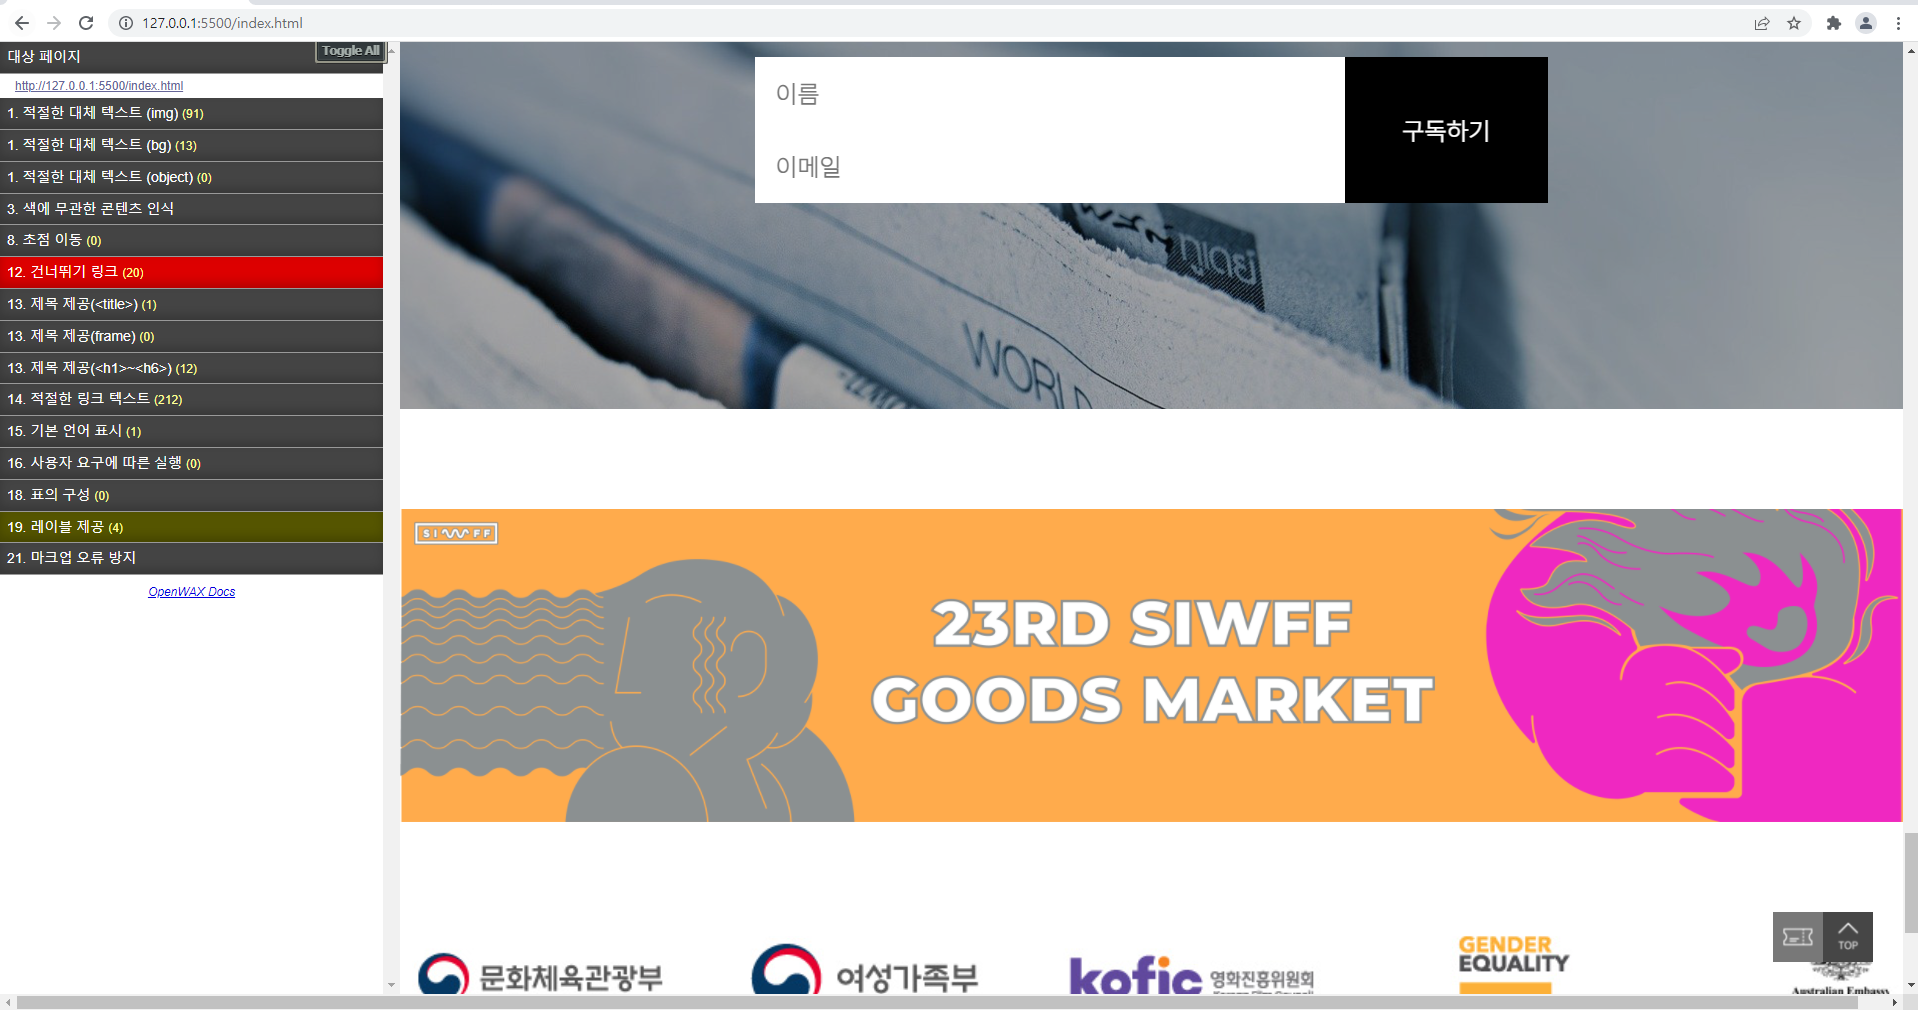 127.0.0.1:5500/index.html
대상 페이지
Toggle All
http://127.0.0.1:5500/index.html
1. 적절한 대체 텍스트 (img) (91)
1. 적절한 대체 텍스트 (bg) (13)
1. 적절한 대체 텍스트 (object) (0)
3. 색에 무관한 콘텐츠 인식
8. 초점 이동 (0)
12. 건너뛰기 링크 (20)
13. 제목 제공(<title>) (1)
13. 제목 제공(frame) (0)
13. 제목 제공(<h1>~<h6>) (12)
14. 적절한 링크 텍스트 (212)
15. 기본 언어 표시 (1)
16. 사용자 요구에 따른 실행 (0)
18. 표의 구성 (0)
19. 레이블 제공 (4)
21. 마크업 오류 방지
OpenWAX Docs
이름
이메일
구독하기
WORLD
SIWFF
23RD SIWFF
GOODS MARKET
문화체육관광부
여성가족부
kofic 영화진흥위원회
Korean Film Council
GENDER
EQUALITY
TOP
Australian Embassy